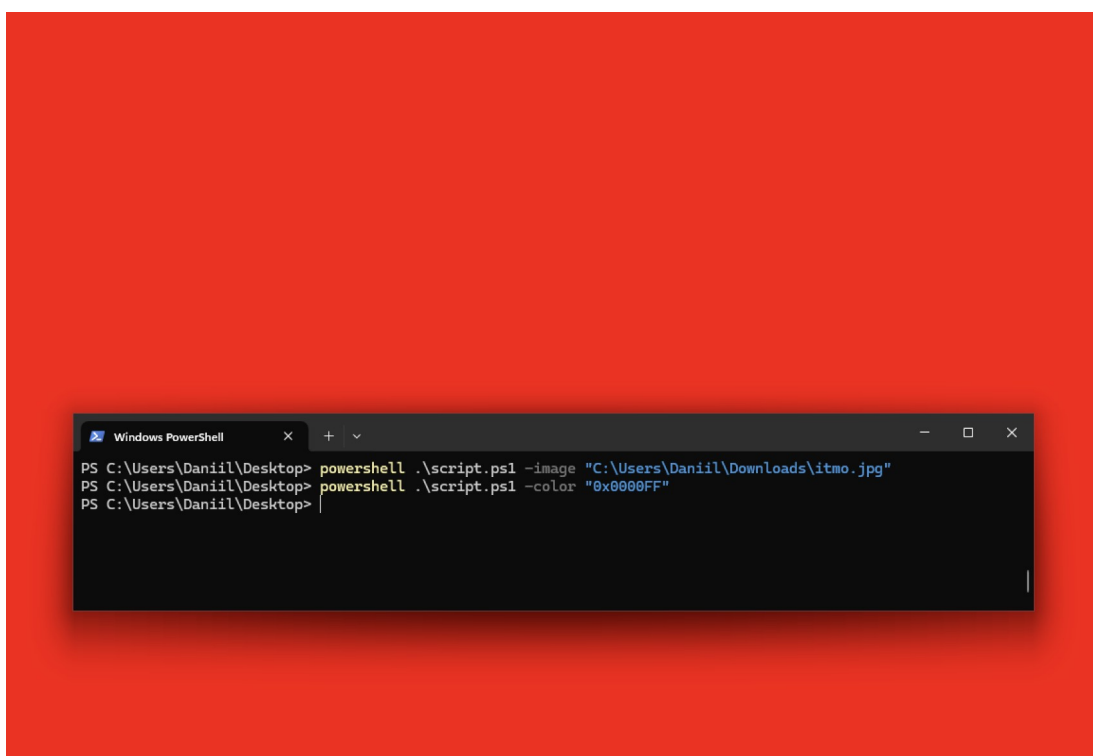 Windows PowerShell
PS C:\Users\Daniil\Desktop> powershell .\script.ps1 -image "C:\Users\Daniil\Downloads\itmo.jpg"
PS C:\Users\Daniil\Desktop> powershell .\script.ps1 -color "0x0000FF"
PS C:\Users\Daniil\Desktop>